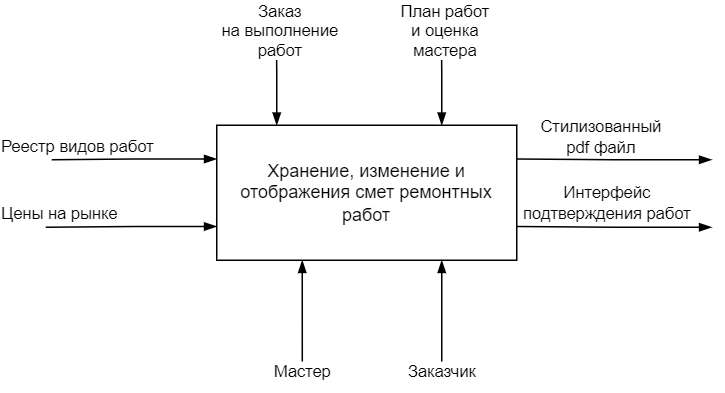 Заказ
на выполнение
работ
План работ
и оценка
мастера
Реестр видов работ
Цены на рынке
Хранение, изменение и
отображения смет ремонтных
работ
Стилизованный
pdf файл
Интерфейс
подтверждения работ
Мастер
Заказчик